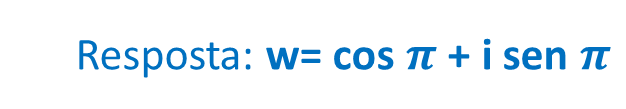 Resposta: w= cos π + i sen π